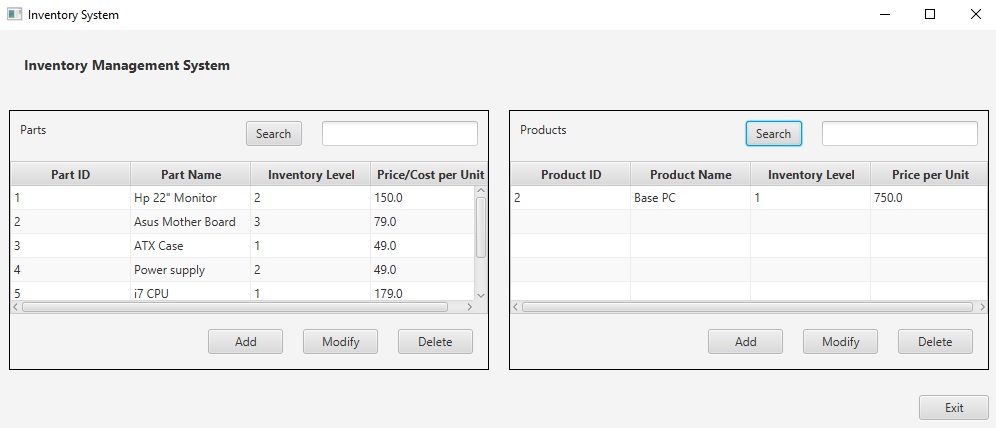 Inventory System
Inventory Management System
Parts
Search
Part ID Part Name Inventory Level Price/Cost per Unit
1 Hp 22" Monitor 2 150.0
2 Asus Mother Board 3 79.0
3 ATX Case 1 49.0
4 Power supply 2 49.0
5 i7 CPU 1 179.0
Add Modify Delete
Products
Search
Product ID Product Name Inventory Level Price per Unit
2 Base PC 1 750.0
Add Modify Delete
Exit